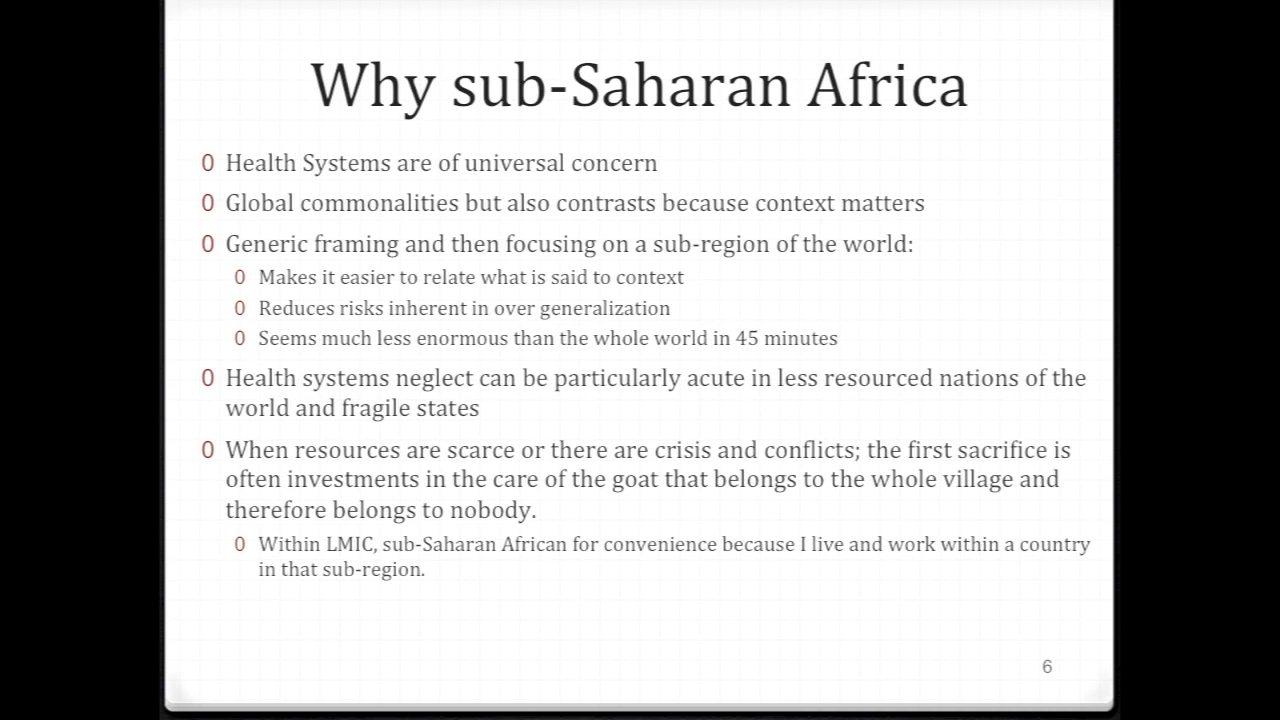 Why sub-Saharan Africa
0 Health Systems are of universal concern
0 Global commonalities but also contrasts because context matters
0 Generic framing and then focusing on a sub-region of the world:
0 Makes it easier to relate what is said to context
0 Reduces risks inherent in over generalization
0 Seems much less enormous than the whole world in 45 minutes
0 Health systems neglect can be particularly acute in less resourced nations of the
world and fragile states
0 When resources are scarce or there are crisis and conflicts; the first sacrifice is
often investments in the care of the goat that belongs to the whole village and
therefore belongs to nobody.
0 Within LMIC, sub-Saharan African for convenience because I live and work within a country
in that sub-region.
6